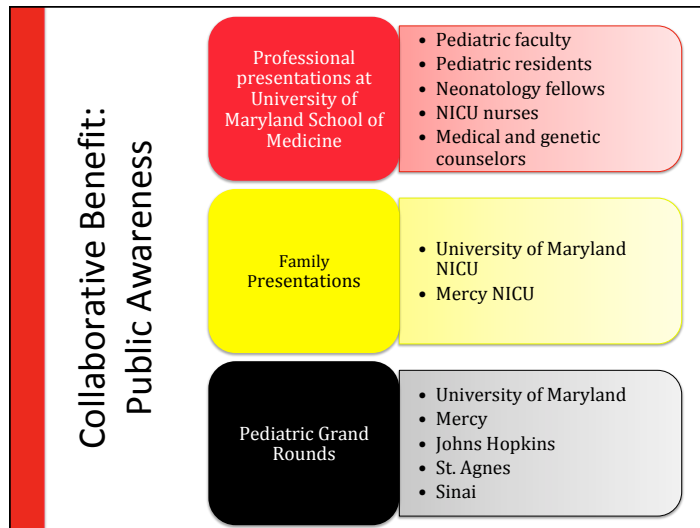 Collaborative Benefit:
Public Awareness
Professional
presentations at
University of
Maryland School of
Medicine
• Pediatric faculty
• Pediatric residents
• Neonatology fellows
• NICU nurses
• Medical and genetic
counselors
Family
Presentations
• University of Maryland
NICU
• Mercy NICU
Pediatric Grand
Rounds
• University of Maryland
• Mercy
• Johns Hopkins
• St. Agnes
• Sinai